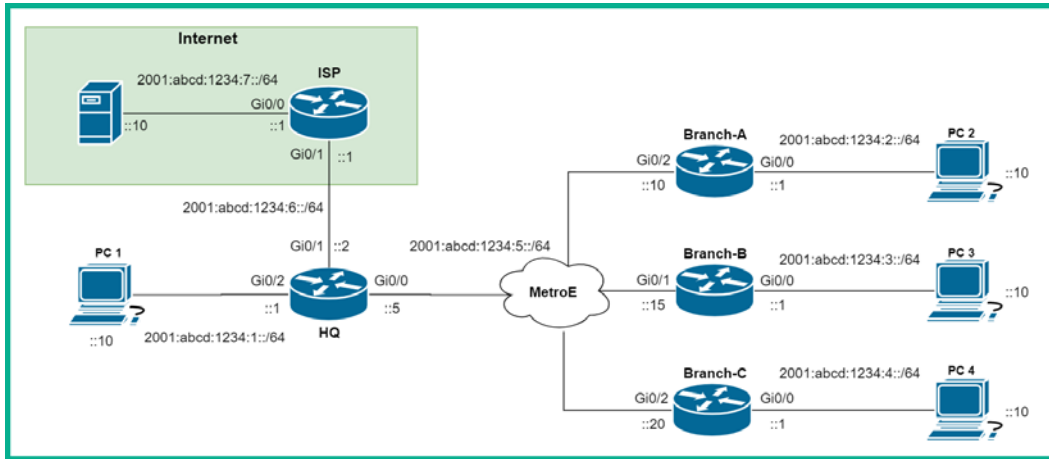 Internet
2001:abcd:1234:7::/64
ISP
Gi0/0
::10
::1
Gi0/1
::1
2001:abcd:1234:6::/64
Gi0/1
::2
PC 1
Gi0/2
Gi0/0
::1
::5
::10
2001:abcd:1234:1::/64
HQ
2001:abcd:1234:5::/64
MetroE
Branch-A
2001:abcd:1234:2::/64
PC 2
Gi0/2
Gi0/0
::10
::10
::1
Branch-B
2001:abcd:1234:3::/64
PC 3
Gi0/1
Gi0/0
::10
::15
::1
Branch-C
2001:abcd:1234:4::/64
PC 4
Gi0/2
Gi0/0
::10
::20
::1